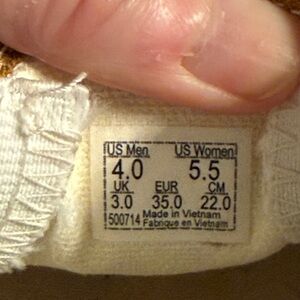 US Men US Women
4.0 5.5
UK EUR CM
3.0 35.0 22.0
500714 Made in Vietnam
Fabrique en Vietnam